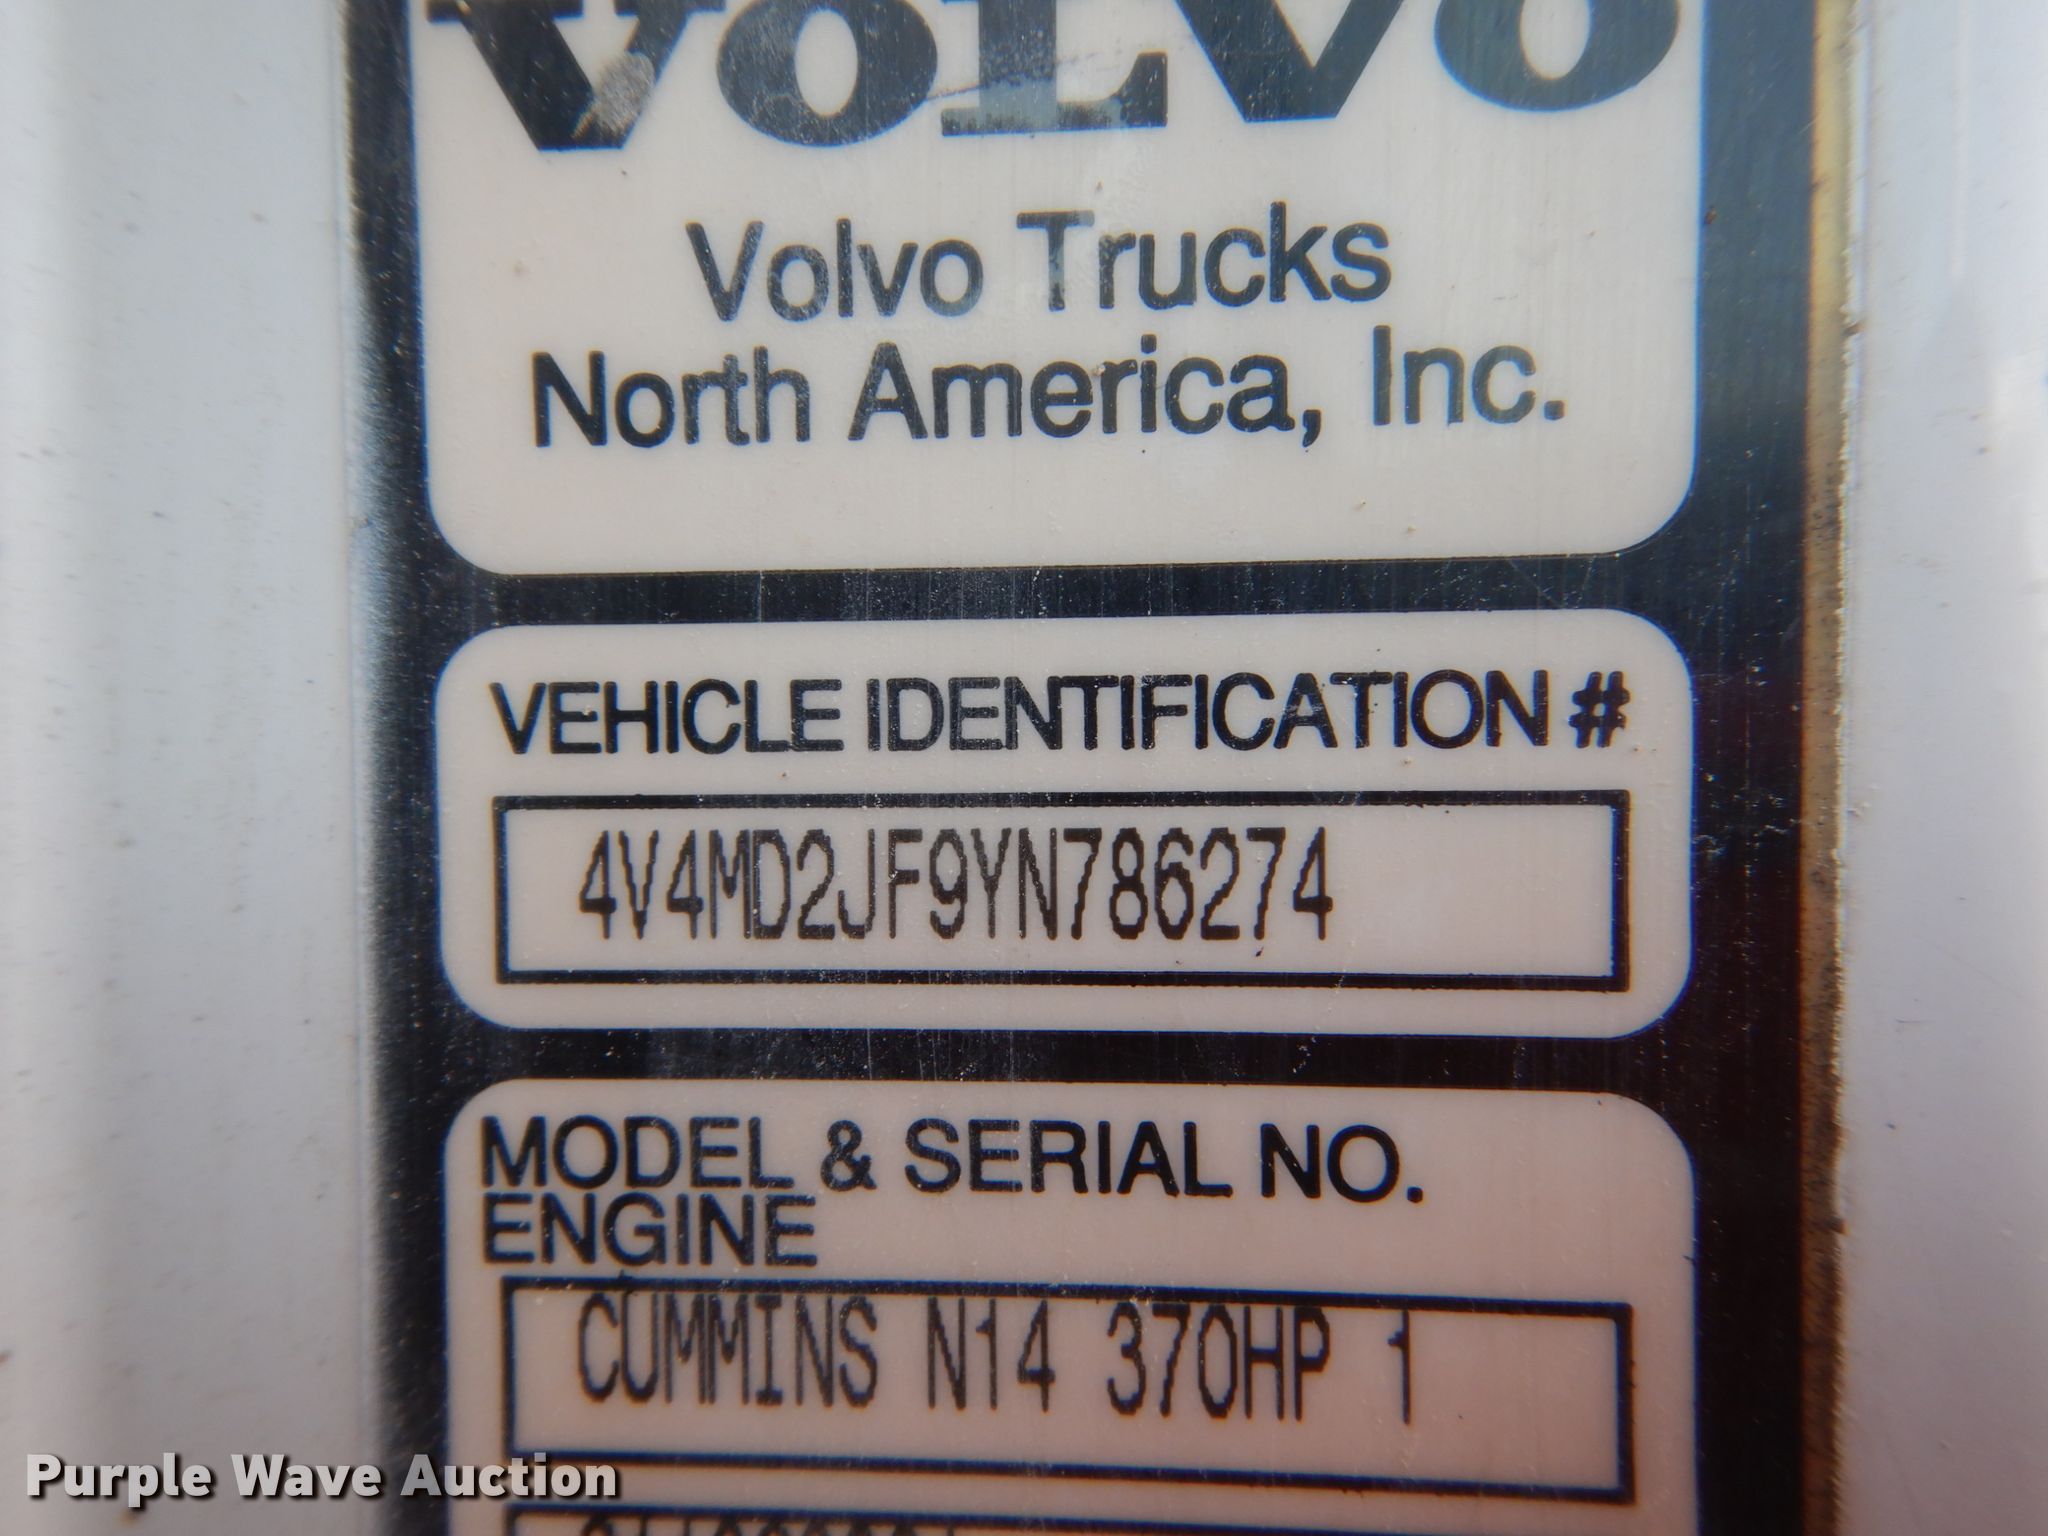 VOLVO
Volvo Trucks
North America, Inc.
VEHICLE IDENTIFICATION #
4V4MD2JF9YN786274
MODEL & SERIAL NO.
ENGINE
CUMMINS N14 370HP 1
Purple Wave Auction